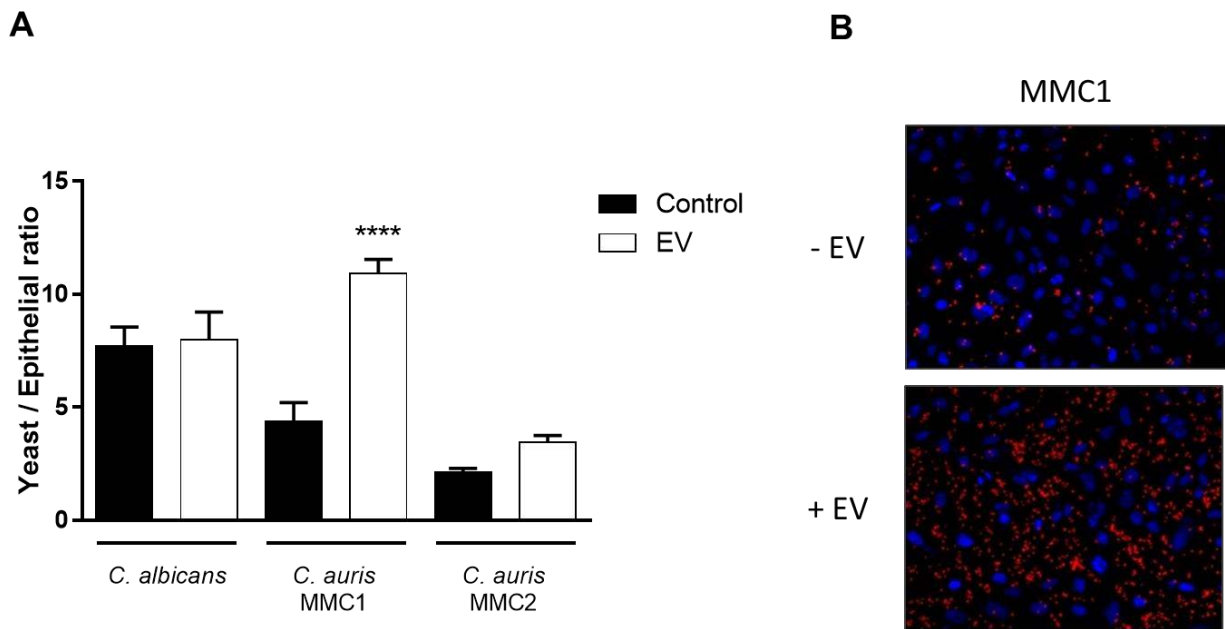 A
B
MMC1
15
10
5
0
Yeast / Epithelial ratio
****
Control
EV
- EV
+ EV
C. albicans
C. auris
MMC1
C. auris
MMC2